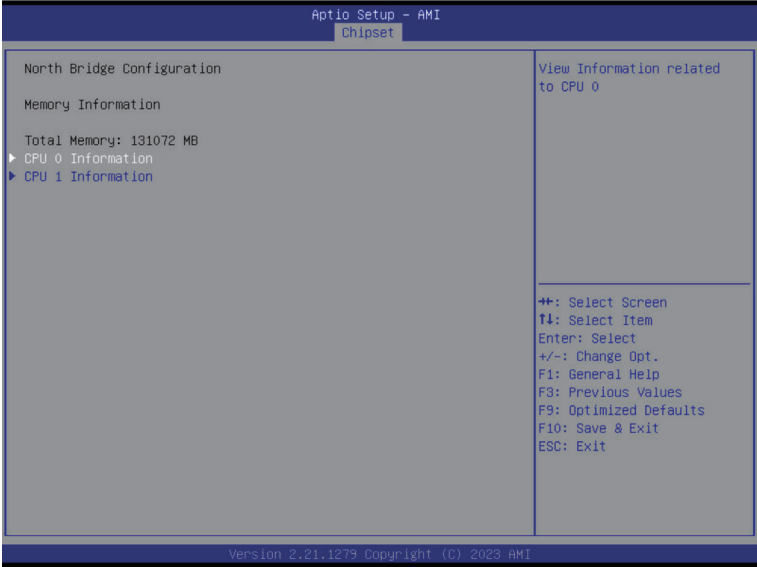 Aptio Setup – AMI
Chipset
North Bridge Configuration
Memory Information
Total Memory: 131072 MB
CPU 0 Information
CPU 1 Information
View Information related
to CPU 0
→←: Select Screen
↑↓: Select Item
Enter: Select
+/-: Change Opt.
F1: General Help
F3: Previous Values
F9: Optimized Defaults
F10: Save & Exit
ESC: Exit
Version 2.21.1279 Copyright (C) 2023 AMI